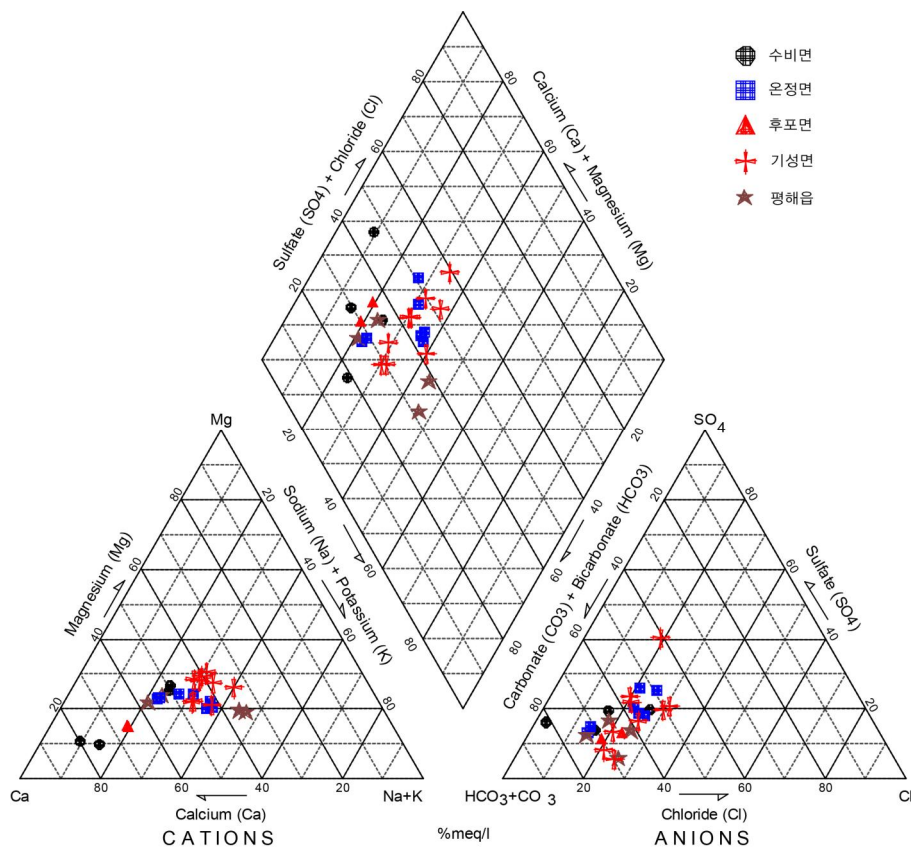 80
80
Sulfate (SO4) + Chloride (Cl)
Calcium (Ca) + Magnesium (Mg)
60
60
40
40
20
20
수비면
온정면
후포면
기성면
평해읍
20
20
40
40
60
60
80
80
Mg
80
20
Magnesium (Mg)
Sodium (Na) + Potassium (K)
60
40
40
60
20
80
80
60
40
20
Ca
Na+K
Calcium (Ca)
CATIONS
%meq/l
SO4
80
20
Carbonate (CO3) + Bicarbonate (HCO3)
Sulfate (SO4)
40
60
60
40
80
20
20
40
60
80
HCO3+CO3
Cl
Chloride (Cl)
ANIONS